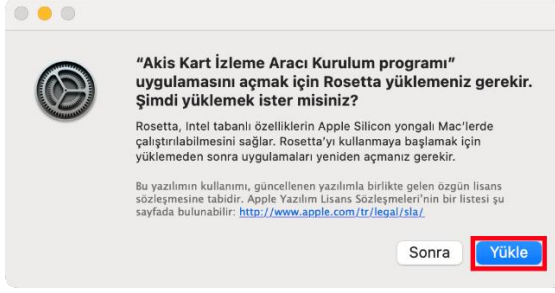 “Akis Kart İzleme Aracı Kurulum programı”
uygulamasını açmak için Rosetta yüklemeniz gerekir.
Şimdi yüklemek ister misiniz?
Rosetta, Intel tabanlı özelliklerin Apple Silicon yongalı Mac’lerde
çalıştırılabilmesini sağlar. Rosetta’yı kullanmaya başlamak için
yüklemeden sonra uygulamaları yeniden açmanız gerekir.
Bu yazılımın kullanımı, güncellenen yazılımla birlikte gelen özgün lisans
sözleşmesine tabidir. Apple Yazılım Lisans Sözleşmeleri’nin bir listesi şu
sayfada bulunabilir: http://www.apple.com/tr/legal/sla/
Sonra Yükle